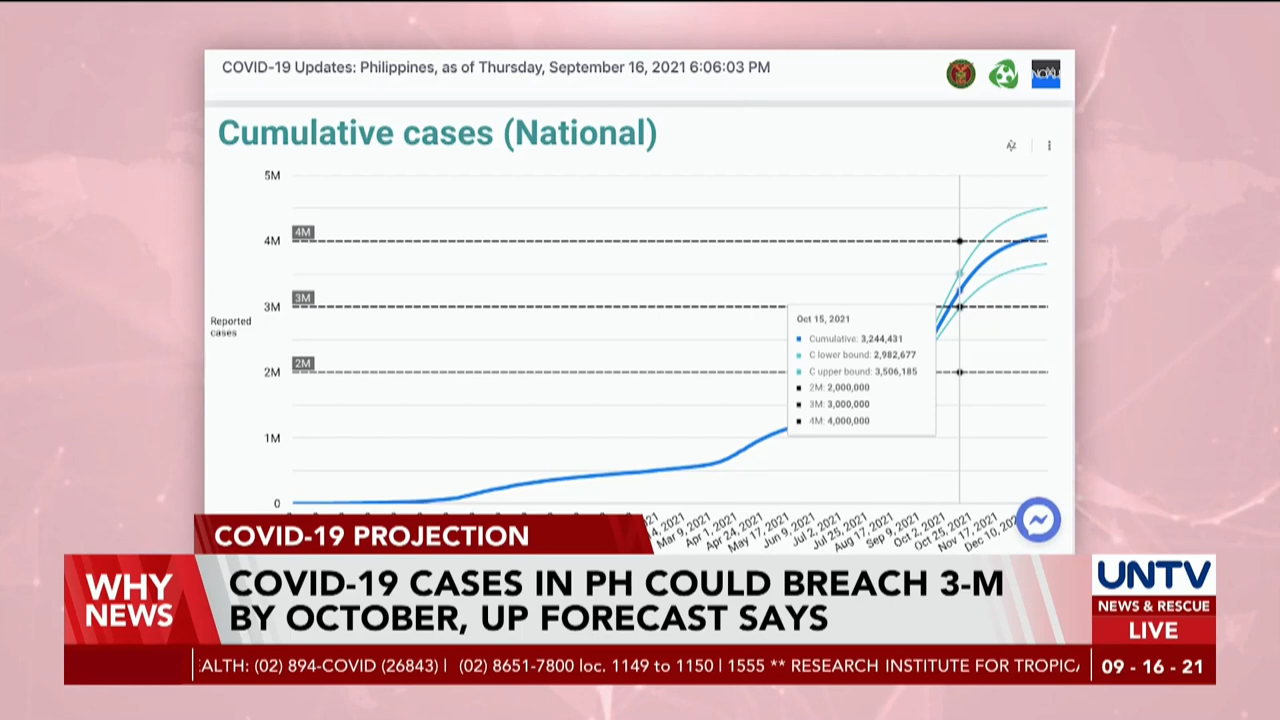 COVID-19 Updates: Philippines, as of Thursday, September 16, 2021 6:06:03 PM
NOAH
Cumulative cases (National)
5M
4M
4M
3M
3M
Reported
cases
2M
2M
1M
0
Oct 15, 2021
Cumulative: 3,244,431
C lower bound: 2,982,677
C upper bound: 3,506,185
2M: 2,000,000
3M: 3,000,000
4M: 4,000,000
Mar 9, 2021
Apr 1, 2021
Apr 24, 2021
May 17, 2021
Jun 9, 2021
Jul 2, 2021
Jul 25, 2021
Aug 17, 2021
Sep 9, 2021
Oct 2, 2021
Oct 25, 2021
Nov 17, 2021
Dec 10, 202
COVID-19 PROJECTION
WHY
NEWS
COVID-19 CASES IN PH COULD BREACH 3-M
BY OCTOBER, UP FORECAST SAYS
UNTV
NEWS & RESCUE
LIVE
EALTH: (02) 894-COVID (26843) | (02) 8651-7800 loc. 1149 to 1150 | 1555 ** RESEARCH INSTITUTE FOR TROPICA
09 - 16 - 21